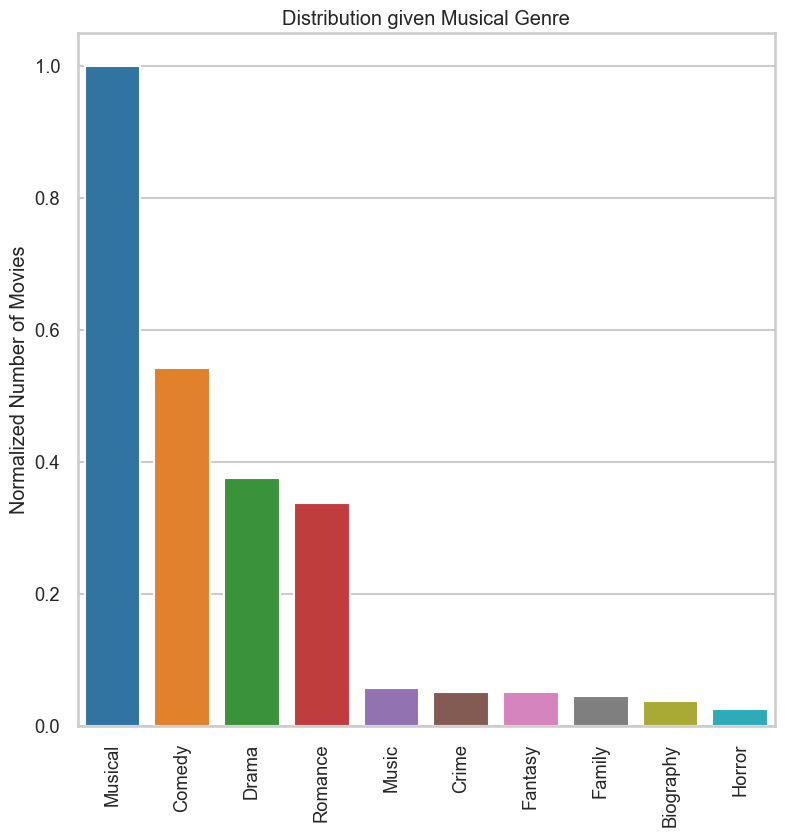 Distribution given Musical Genre
Normalized Number of Movies
1.0
0.8
0.6
0.4
0.2
0.0
Musical
Comedy
Drama
Romance
Music
Crime
Fantasy
Family
Biography
Horror